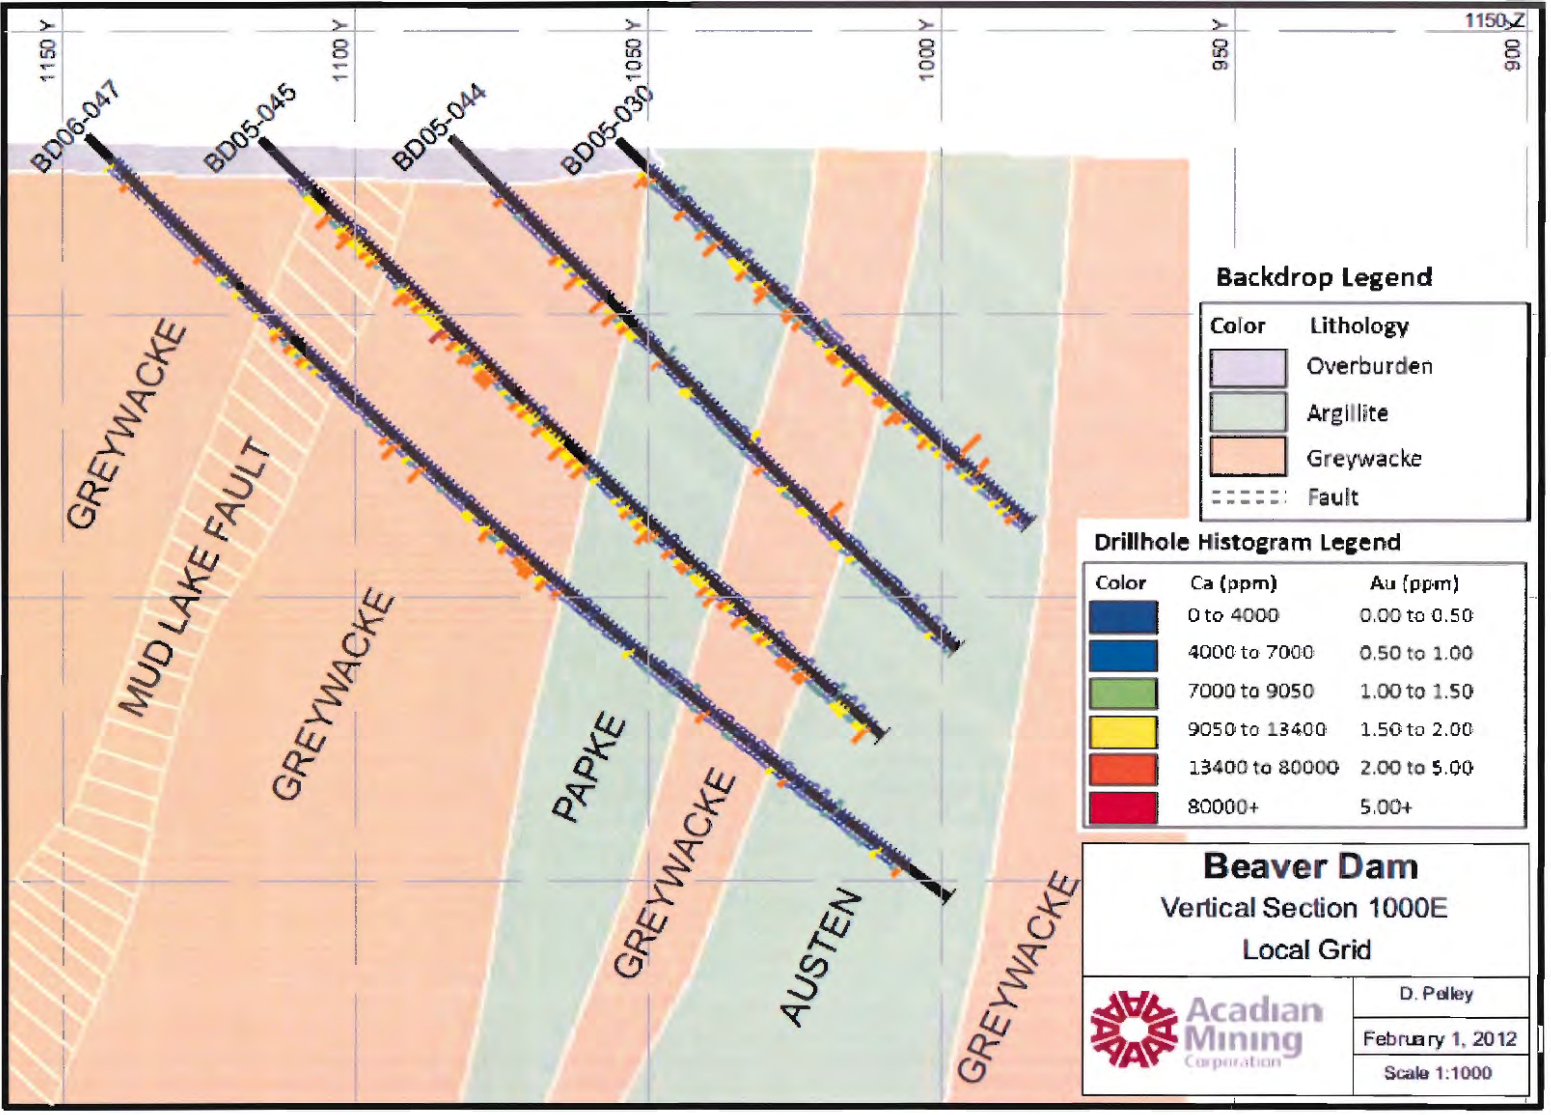 1150 Y
1100 Y
1050 Y
1000 Y
950 Y
900
1150 Z
BD06-047
BD05-045
BD05-044
BD05-030
GREYWACKE
MUD LAKE FAULT
GREYWACKE
PAPKE
GREYWACKE
AUSTEN
GREYWACKE
Backdrop Legend
Color Lithology
Overburden
Argillite
Greywacke
Fault
Drillhole Histogram Legend
Color Ca (ppm) Au (ppm)
0 to 4000 0.00 to 0.50
4000 to 7000 0.50 to 1.00
7000 to 9050 1.00 to 1.50
9050 to 13400 1.50 to 2.00
13400 to 80000 2.00 to 5.00
80000+ 5.00+
Beaver Dam
Vertical Section 1000E
Local Grid
Acadian
Mining
Corporation
D. Pelley
February 1, 2012
Scale 1:1000